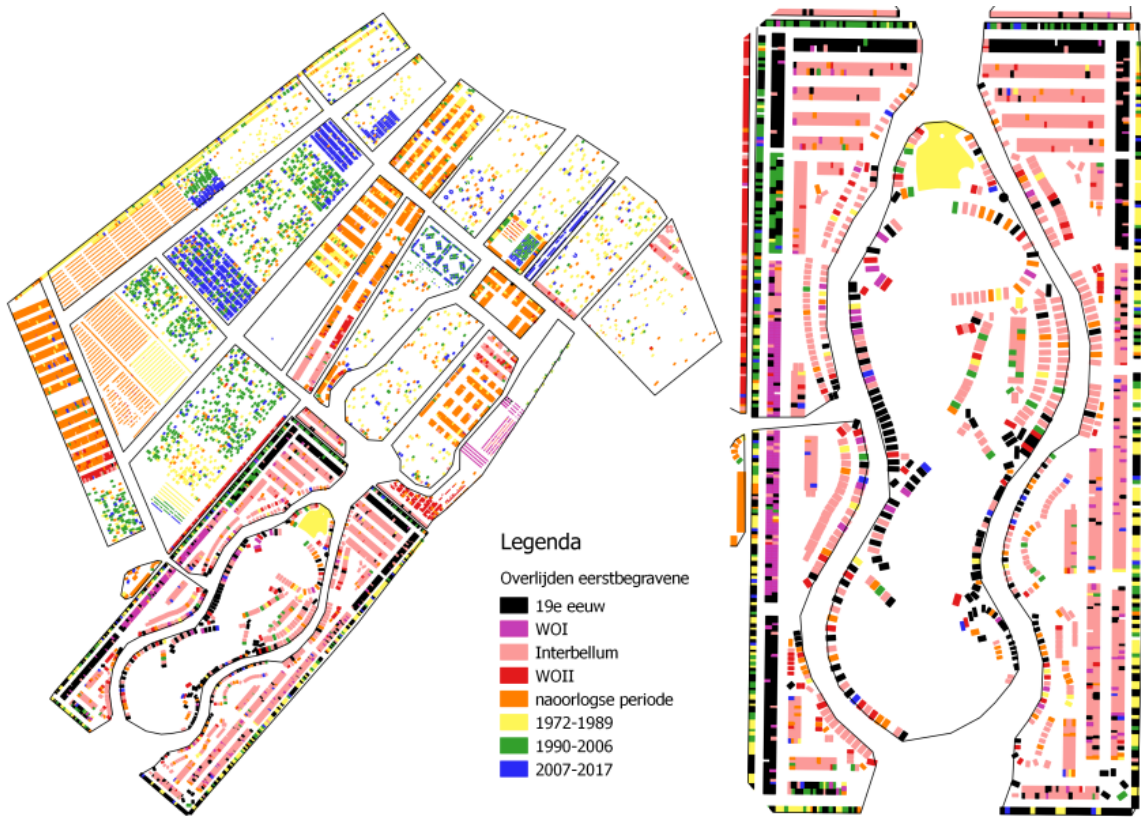 Legenda
Overlijden eerstbegravene
19e eeuw
WOI
Interbellum
WOII
naoorlogse periode
1972-1989
1990-2006
2007-2017